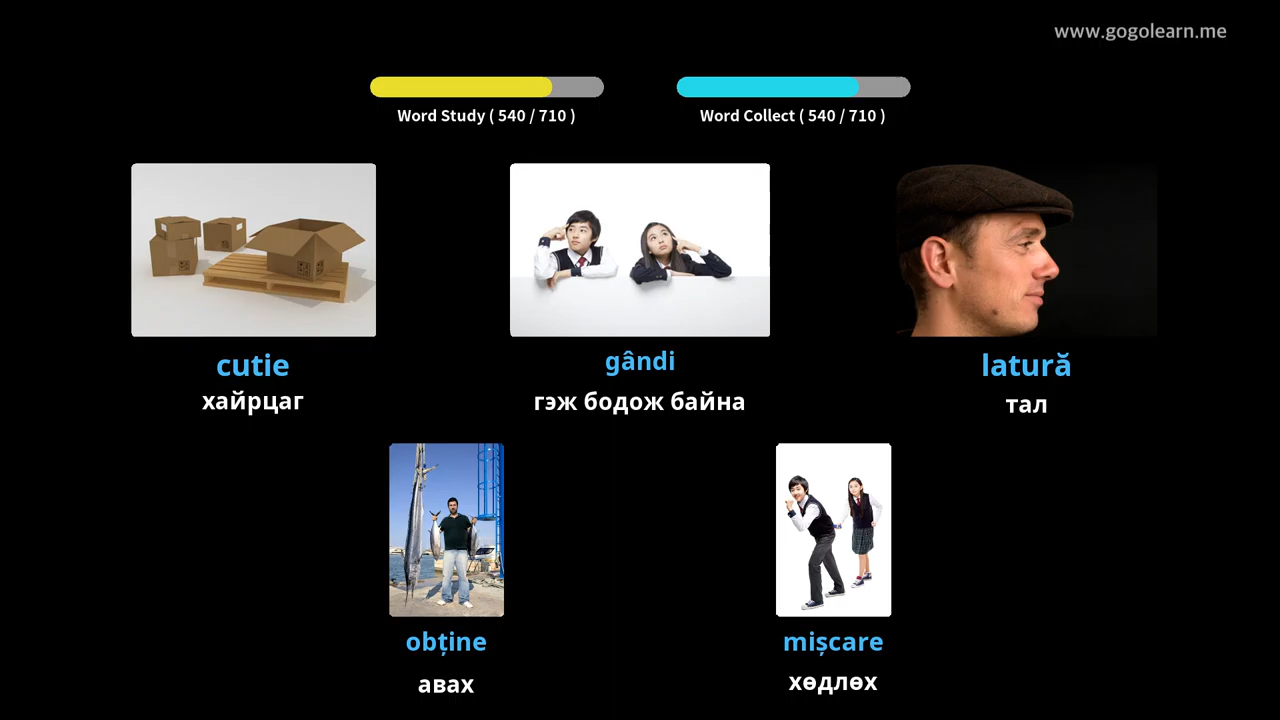 www.gogolearn.me
Word Study ( 540 / 710 )
Word Collect ( 540 / 710 )
cutie
хайрцаг
gândi
гэж бодож байна
latură
тал
obține
авах
mișcare
хөдлөх